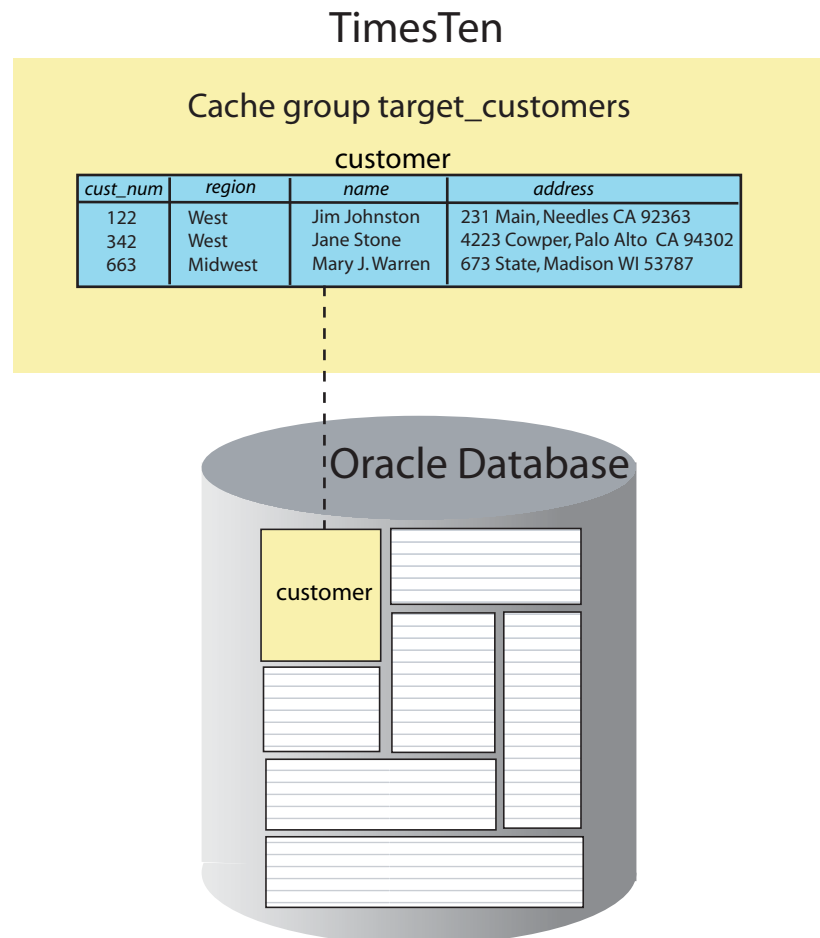 TimesTen
Cache group target_customers
customer
cust_num region name address
122 West Jim Johnston 231 Main, Needles CA 92363
342 West Jane Stone 4223 Cowper, Palo Alto CA 94302
663 Midwest Mary J. Warren 673 State, Madison WI 53787
Oracle Database
customer